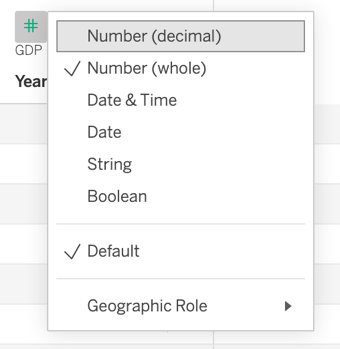 GDP
Year
Number (decimal)
Number (whole)
Date & Time
Date
String
Boolean
Default
Geographic Role